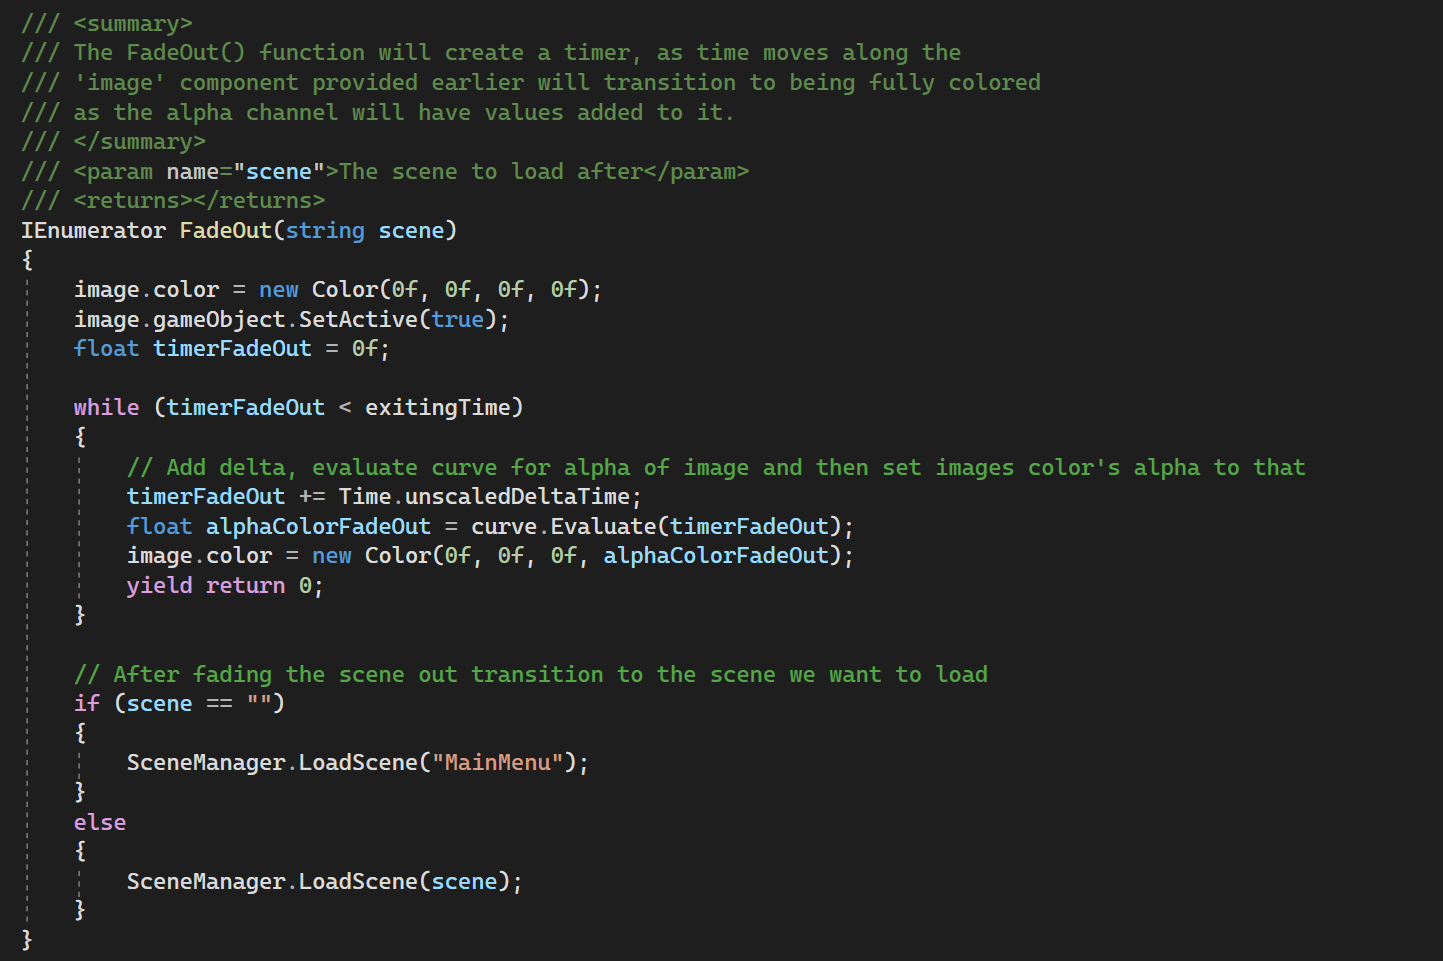 /// <summary>
/// The FadeOut() function will create a timer, as time moves along the
/// 'image' component provided earlier will transition to being fully colored
/// as the alpha channel will have values added to it.
/// </summary>
/// <param name="scene">The scene to load after</param>
/// <returns></returns>
IEnumerator FadeOut(string scene)
{
    image.color = new Color(0f, 0f, 0f, 0f);
    image.gameObject.SetActive(true);
    float timerFadeOut = 0f;

    while (timerFadeOut < exitingTime)
    {
        // Add delta, evaluate curve for alpha of image and then set images color's alpha to that
        timerFadeOut += Time.unscaledDeltaTime;
        float alphaColorFadeOut = curve.Evaluate(timerFadeOut);
        image.color = new Color(0f, 0f, 0f, alphaColorFadeOut);
        yield return 0;
    }

    // After fading the scene out transition to the scene we want to load
    if (scene == "")
    {
        SceneManager.LoadScene("MainMenu");
    }
    else
    {
        SceneManager.LoadScene(scene);
    }
}